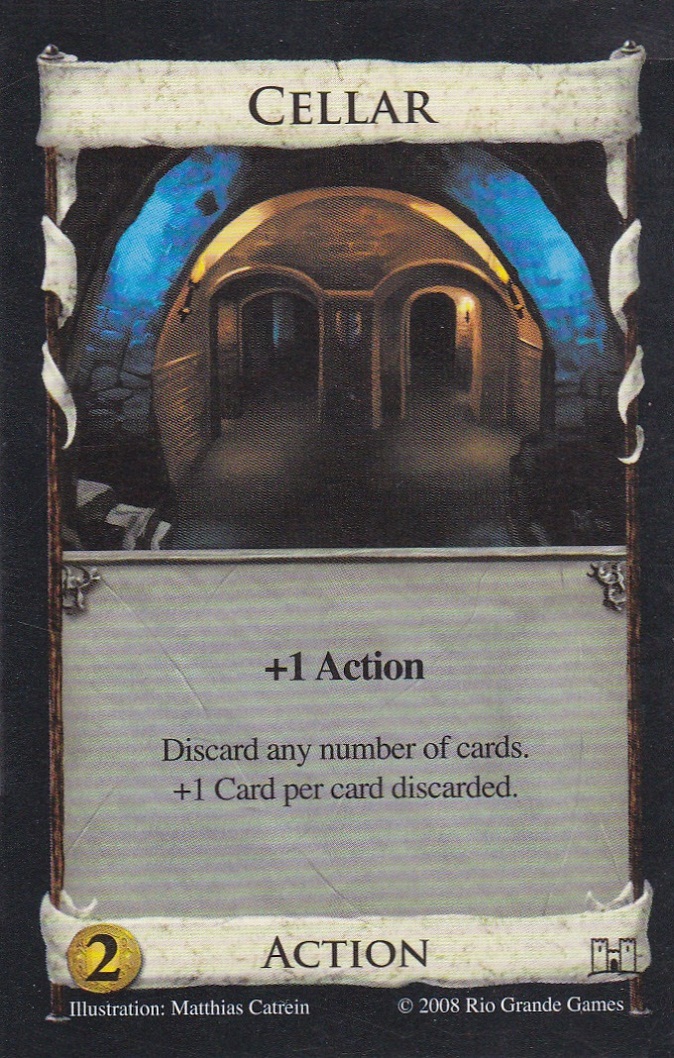 CELLAR
+1 Action
Discard any number of cards.
+1 Card per card discarded.
2
ACTION
Illustration: Matthias Catrein
© 2008 Rio Grande Games